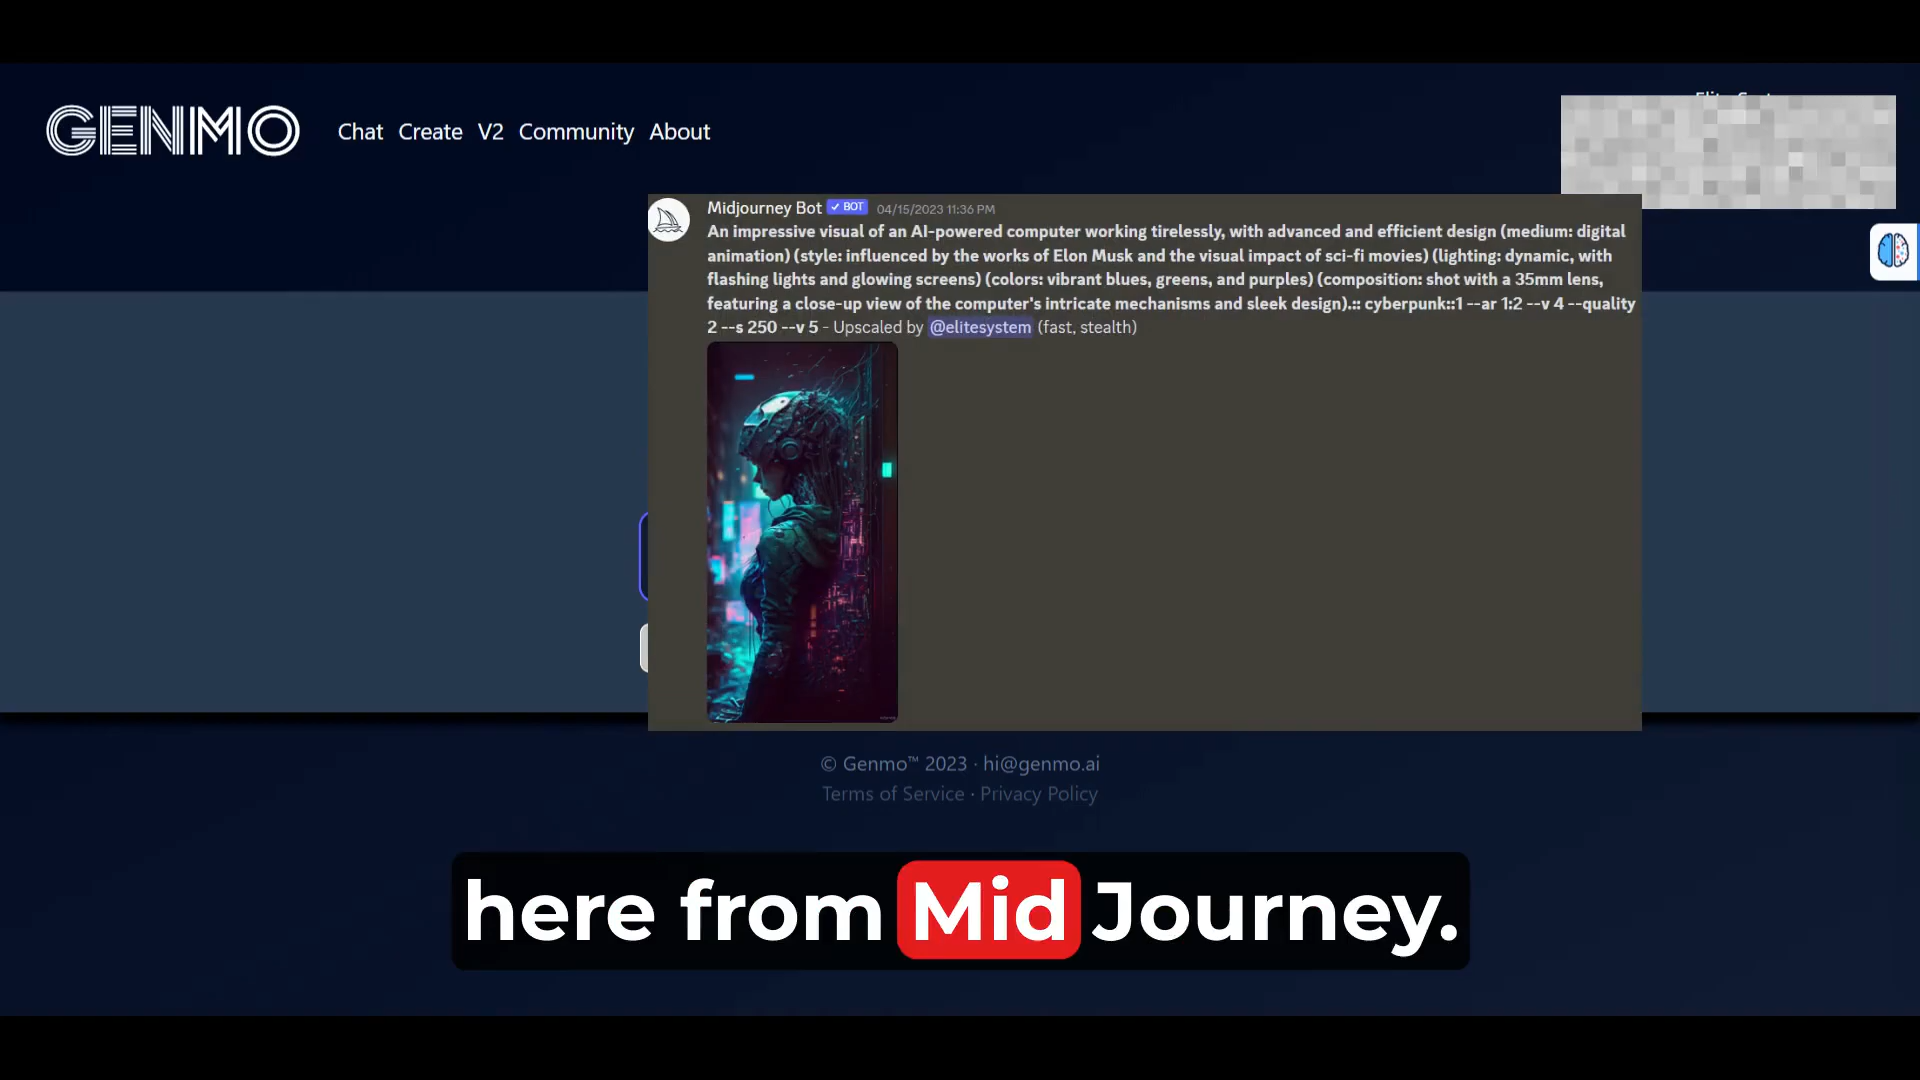 GENMO
Chat Create V2 Community About
Midjourney Bot ✓ BOT 04/15/2023 11:36 PM
An impressive visual of an AI-powered computer working tirelessly, with advanced and efficient design (medium: digital
animation) (style: influenced by the works of Elon Musk and the visual impact of sci-fi movies) (lighting: dynamic, with
flashing lights and glowing screens) (colors: vibrant blues, greens, and purples) (composition: shot with a 35mm lens,
featuring a close-up view of the computer's intricate mechanisms and sleek design).:: cyberpunk::1 --ar 1:2 --v 4 --quality
2 --s 250 --v 5 - Upscaled by @elitesystem (fast, stealth)
© Genmo™ 2023 · hi@genmo.ai
Terms of Service · Privacy Policy
here from Mid Journey.